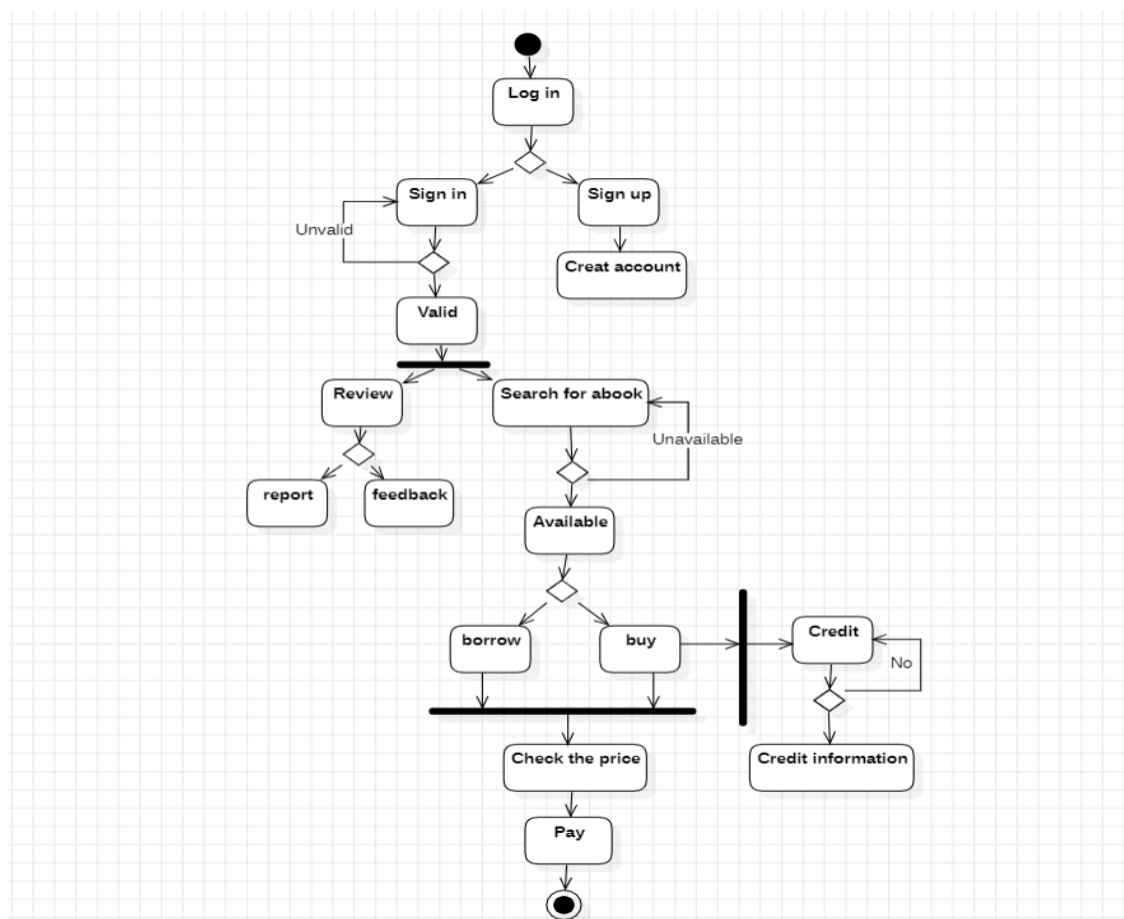 Log in
Sign in
Sign up
Unvalid
Creat account
Valid
Review
Search for abook
Unavailable
report
feedback
Available
borrow
buy
Credit
No
Check the price
Credit information
Pay